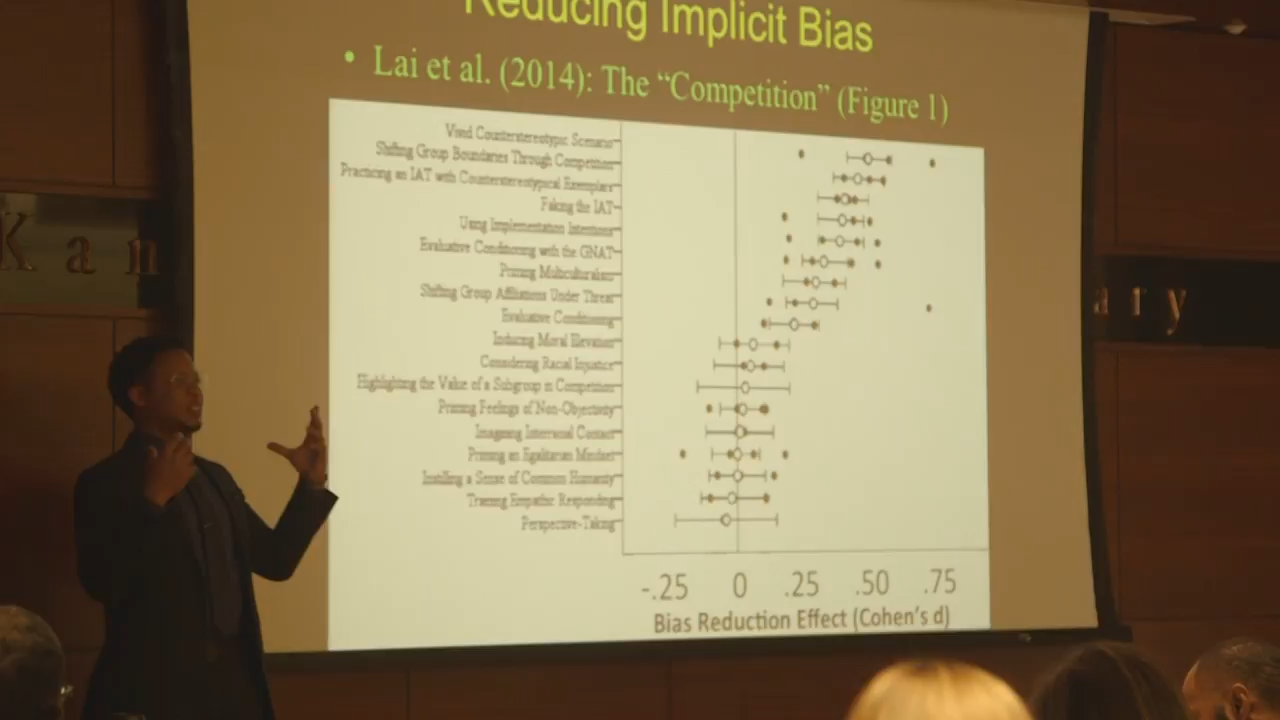 Reducing Implicit Bias
• Lai et al. (2014): The “Competition” (Figure 1)
Vivid Counterstereotypic Scenario
Shifting Group Boundaries Through Competition
Practicing an IAT with Counterstereotypical Exemplars
Faking the IAT
Using Implementation Intentions
Evaluative Conditioning with the GNAT
Priming Multiculturalism
Shifting Group Affiliations Under Threat
Evaluative Conditioning
Inducing Moral Elevation
Considering Racial Injustice
Highlighting the Value of a Subgroup in Competition
Priming Feelings of Non-Objectivity
Imagining Interracial Contact
Priming an Egalitarian Mindset
Instilling a Sense of Common Humanity
Training Empathic Responding
Perspective-Taking
-.25 0 .25 .50 .75
Bias Reduction Effect (Cohen’s d)
Kan
ary